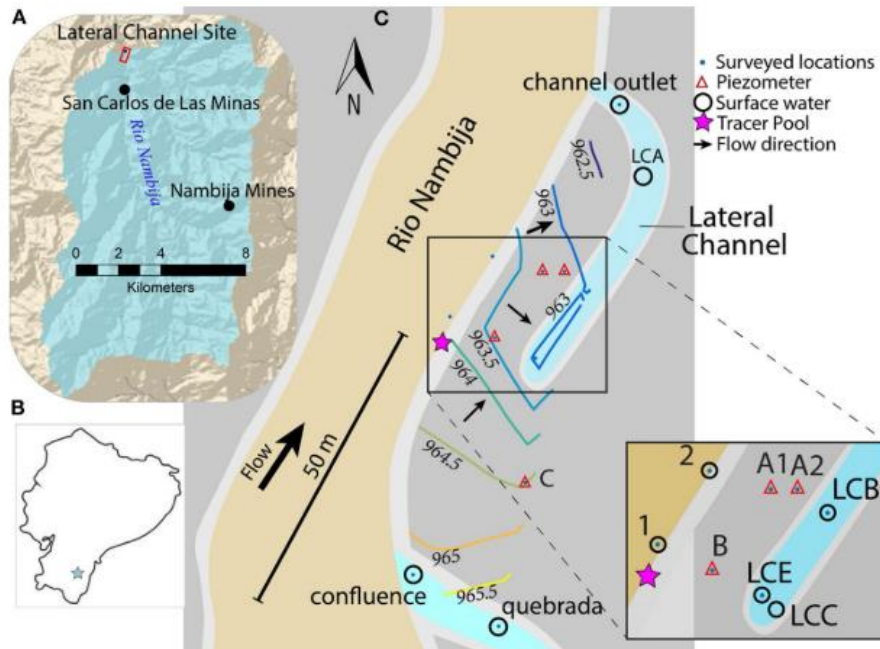 A
Lateral Channel Site
San Carlos de Las Minas
Rio Nambija
Nambija Mines
0 2 4 8
Kilometers
B
C
N
Rio Nambija
channel outlet
LCA
Lateral
Channel
Surveyed locations
Piezometer
Surface water
Tracer Pool
Flow direction
962.5
963
963
963.5
964
964.5
C
965
965.5
Flow
50 m
confluence
quebrada
2
A1 A2
LCB
1
B
LCE
LCC